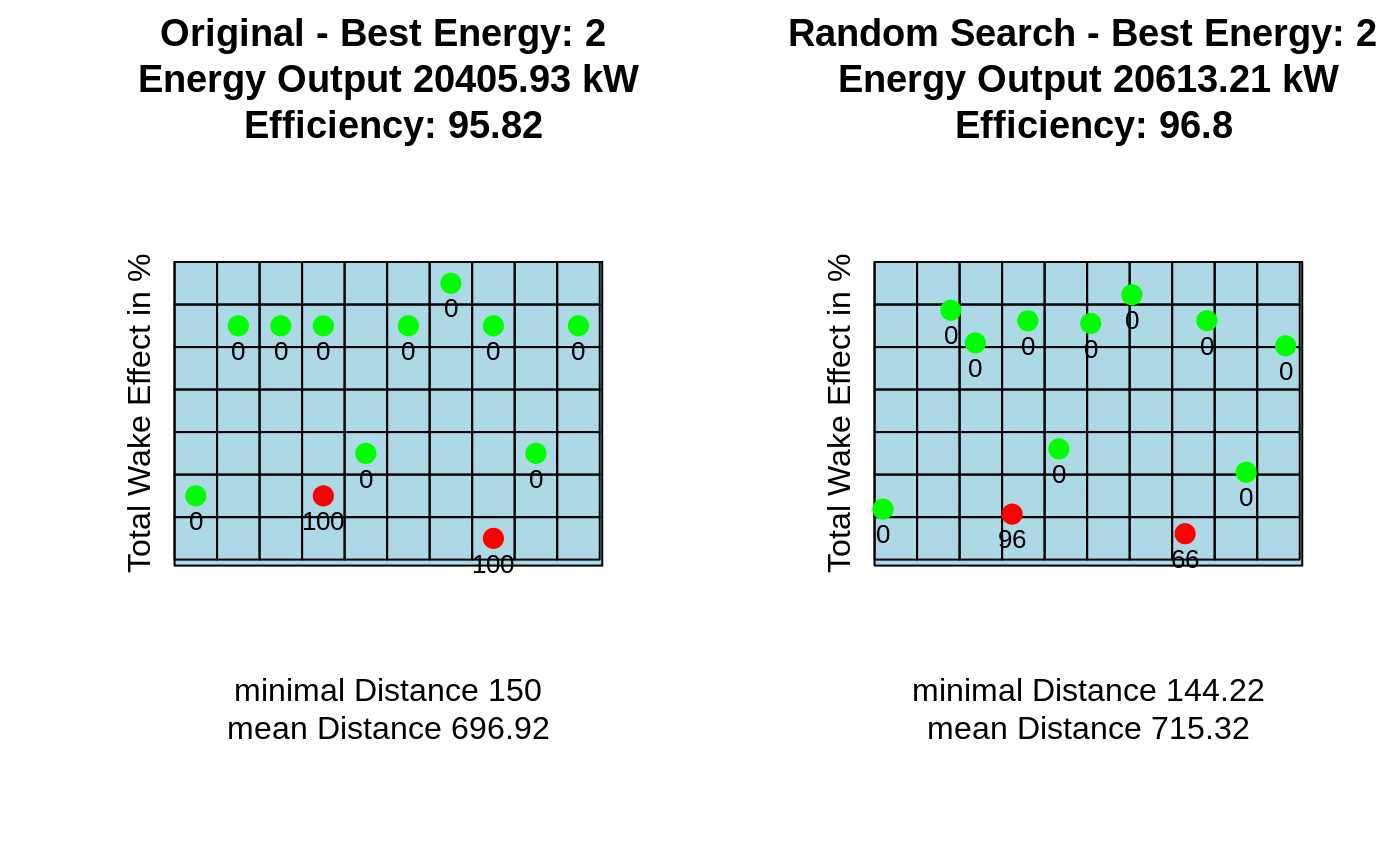 Original - Best Energy: 2
Energy Output 20405.93 kW
Efficiency: 95.82
Total Wake Effect in %
0
0 0 0 0 0 0
0 0
0 100
100
minimal Distance 150
mean Distance 696.92
Random Search - Best Energy: 2
Energy Output 20613.21 kW
Efficiency: 96.8
Total Wake Effect in %
0
0 0 0 0
0 0
0
0
0 96
66
minimal Distance 144.22
mean Distance 715.32